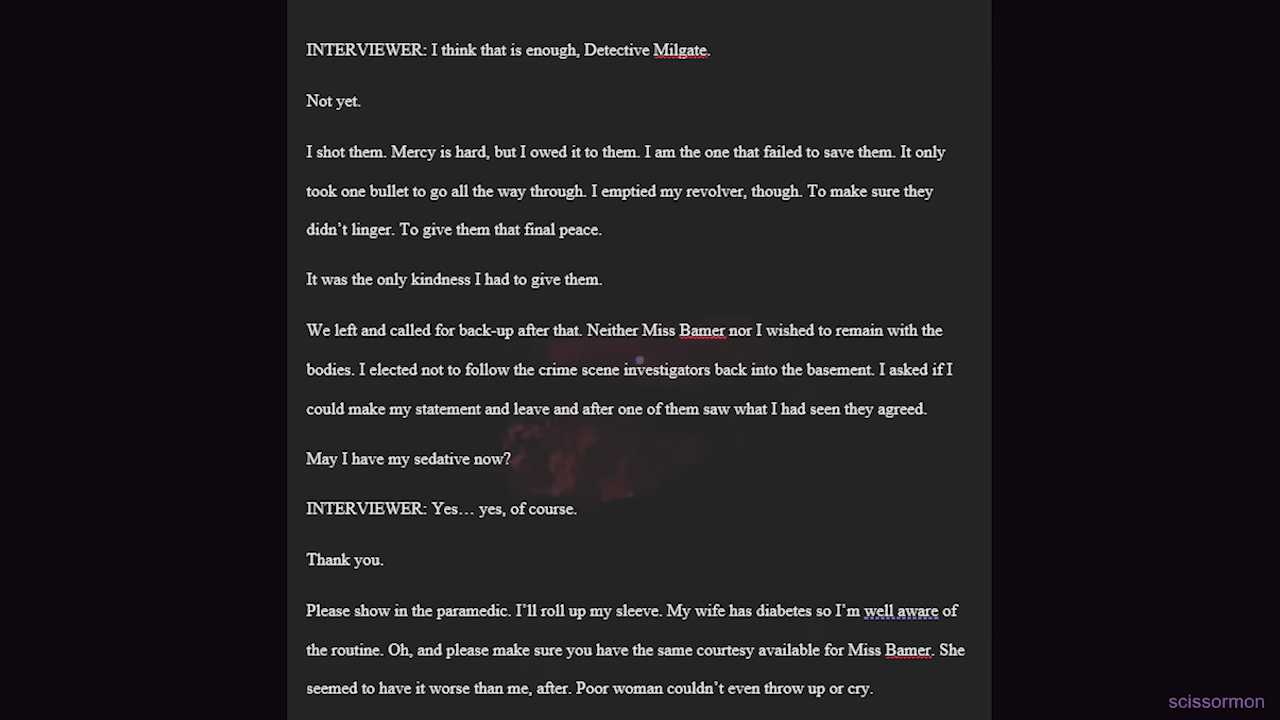 INTERVIEWER: I think that is enough, Detective Milgate.
Not yet.
I shot them. Mercy is hard, but I owed it to them. I am the one that failed to save them. It only
took one bullet to go all the way through. I emptied my revolver, though. To make sure they
didn’t linger. To give them that final peace.
It was the only kindness I had to give them.
We left and called for back-up after that. Neither Miss Bamer nor I wished to remain with the
bodies. I elected not to follow the crime scene investigators back into the basement. I asked if I
could make my statement and leave and after one of them saw what I had seen they agreed.
May I have my sedative now?
INTERVIEWER: Yes… yes, of course.
Thank you.
Please show in the paramedic. I’ll roll up my sleeve. My wife has diabetes so I’m well aware of
the routine. Oh, and please make sure you have the same courtesy available for Miss Bamer. She
seemed to have it worse than me, after. Poor woman couldn’t even throw up or cry.
scissormon